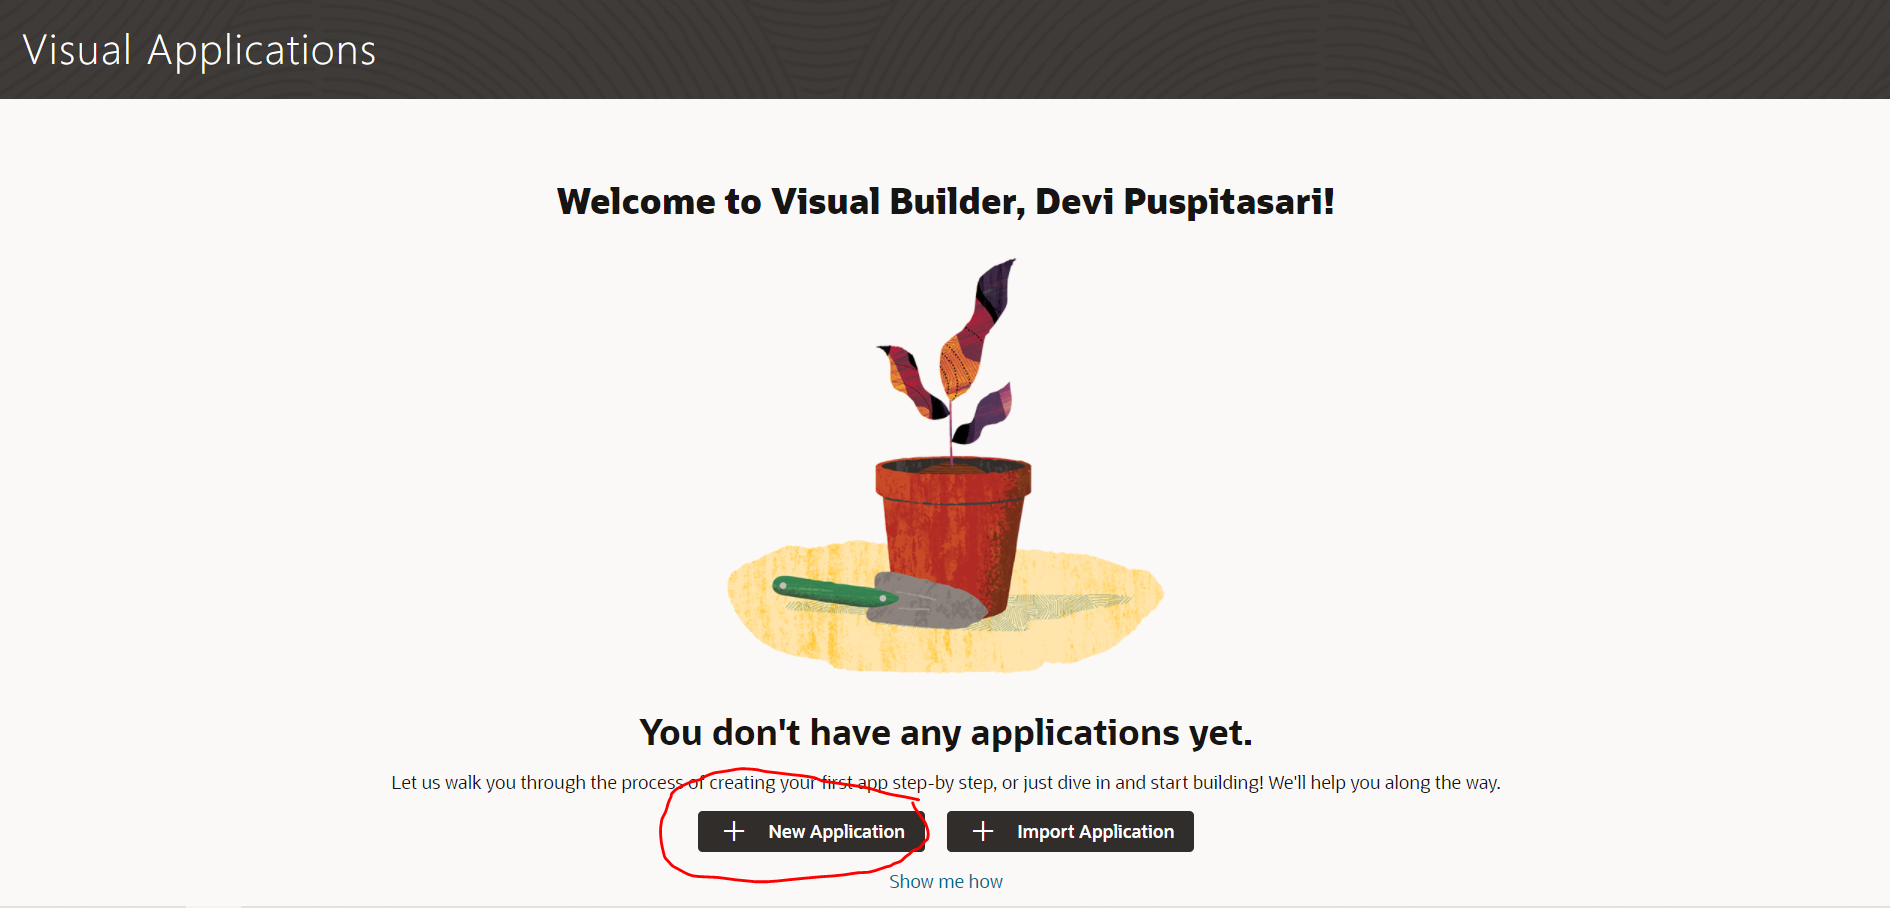 Visual Applications
Welcome to Visual Builder, Devi Puspitasari!
You don't have any applications yet.
Let us walk you through the process of creating your first app step-by step, or just dive in and start building! We'll help you along the way.
+ New Application
+ Import Application
Show me how